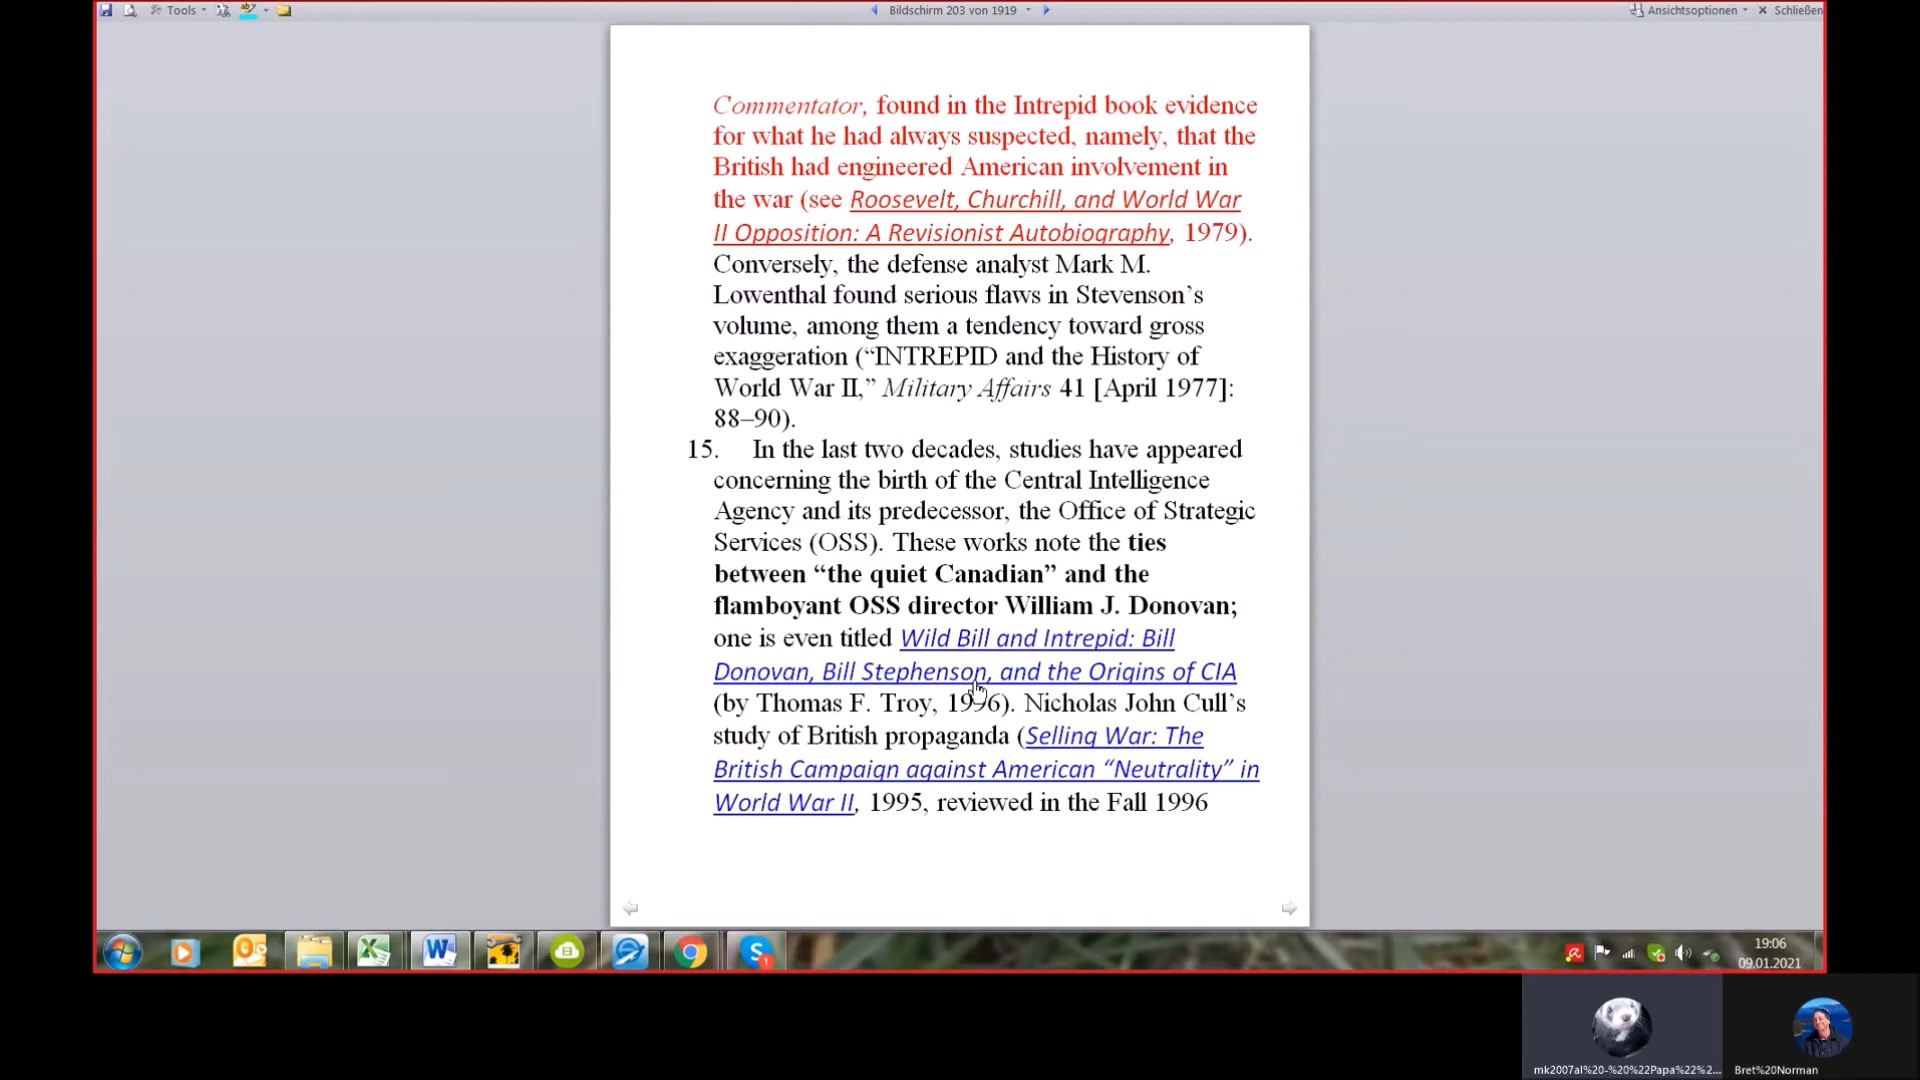 Tools
Bildschirm 203 von 1919
Ansichtsoptionen
Schließen
Commentator, found in the Intrepid book evidence
for what he had always suspected, namely, that the
British had engineered American involvement in
the war (see Roosevelt, Churchill, and World War
II Opposition: A Revisionist Autobiography, 1979).
Conversely, the defense analyst Mark M.
Lowenthal found serious flaws in Stevenson’s
volume, among them a tendency toward gross
exaggeration (“INTREPID and the History of
World War II,” Military Affairs 41 [April 1977]:
88–90).
15. In the last two decades, studies have appeared
concerning the birth of the Central Intelligence
Agency and its predecessor, the Office of Strategic
Services (OSS). These works note the ties
between “the quiet Canadian” and the
flamboyant OSS director William J. Donovan;
one is even titled Wild Bill and Intrepid: Bill
Donovan, Bill Stephenson, and the Origins of CIA
(by Thomas F. Troy, 1996). Nicholas John Cull’s
study of British propaganda (Selling War: The
British Campaign against American “Neutrality” in
World War II, 1995, reviewed in the Fall 1996
19:06
09.01.2021
mk2007al%20-%20%22Papa%22%2...
Bret%20Norman